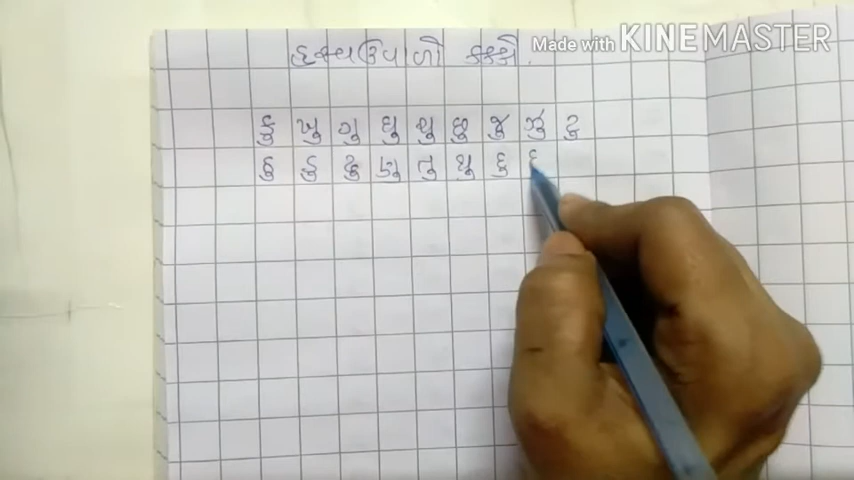 હ્રસ્વ ઉ વાળો કક્કો.
Made with KINEMASTER
કુ ખુ ગુ ઘુ ચુ છુ જુ ઝુ ટુ
ઠુ ડુ ઢુ ણુ તુ થુ દુ